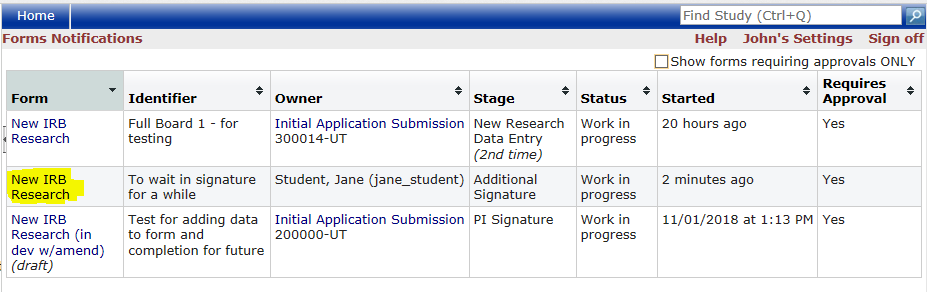 Home
Find Study (Ctrl+Q)
Forms Notifications
Help John's Settings Sign off
Show forms requiring approvals ONLY
Form Identifier Owner Stage Status Started Requires Approval
New IRB Research
Full Board 1 - for testing
Initial Application Submission
300014-UT
New Research Data Entry
(2nd time)
Work in progress
20 hours ago
Yes
New IRB Research
To wait in signature for a while
Student, Jane (jane_student)
Additional Signature
Work in progress
2 minutes ago
Yes
New IRB Research (in dev w/amend)
(draft)
Test for adding data to form and completion for future
Initial Application Submission
200000-UT
PI Signature
Work in progress
11/01/2018 at 1:13 PM
Yes